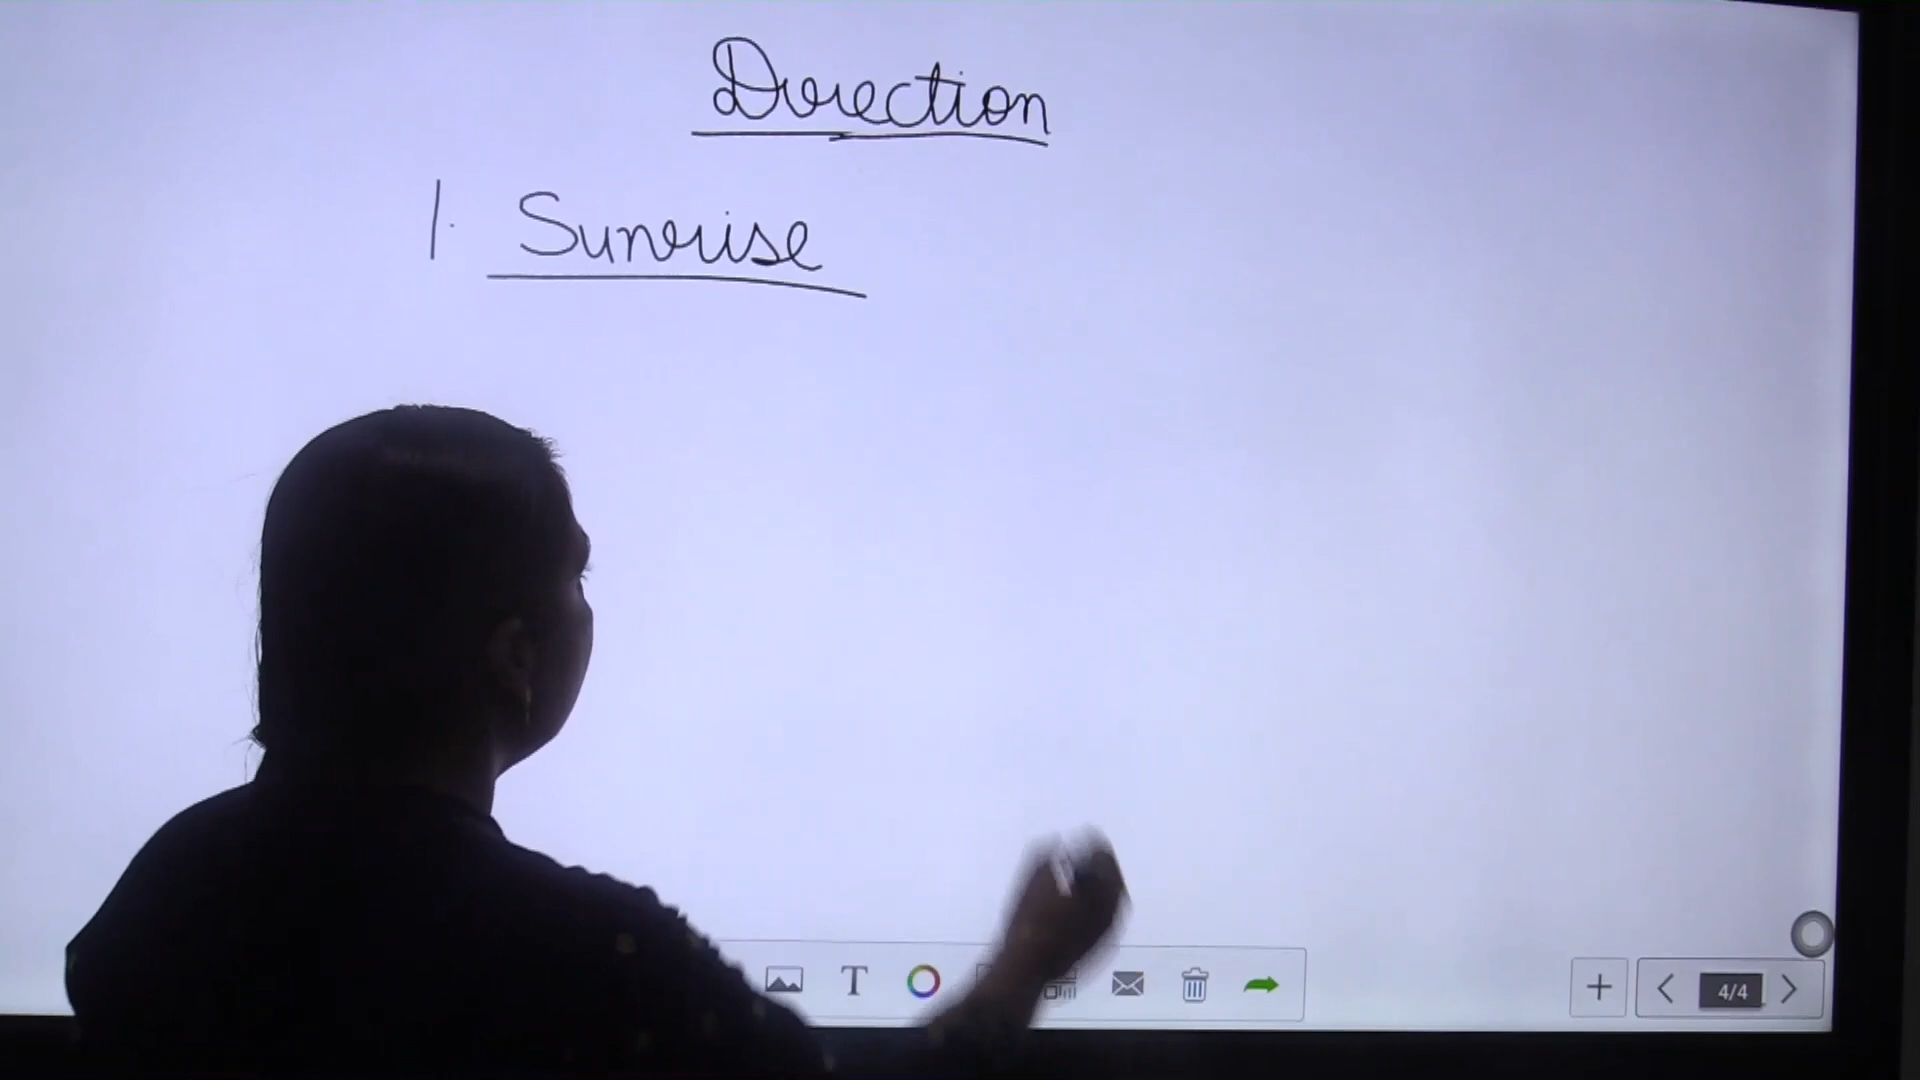 Direction
1. Sunrise
T
+ < 4/4 >